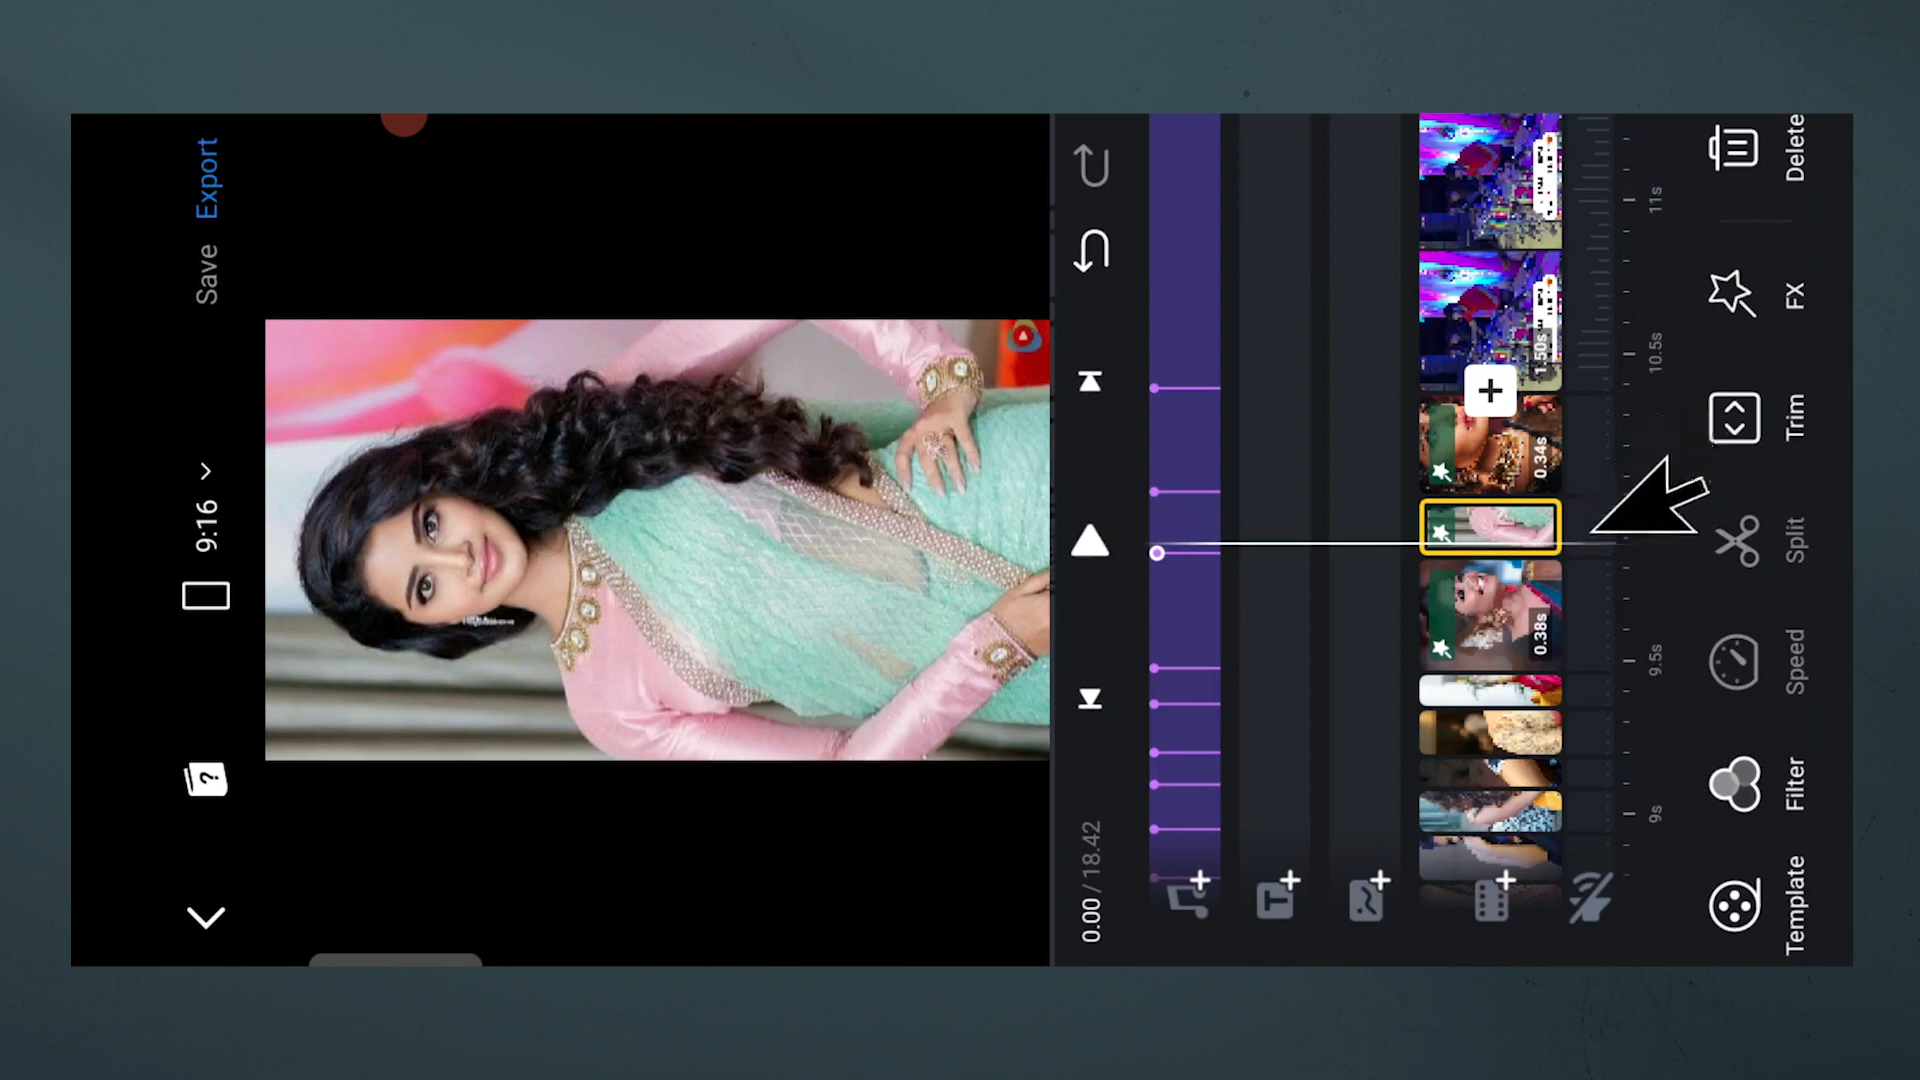 9:16
Save
Export
0.00 / 18.42
T
9s
9.5s
10.5s
11s
0.38s
0.34s
1.50s
Template
Filter
Speed
Split
Trim
FX
Delete